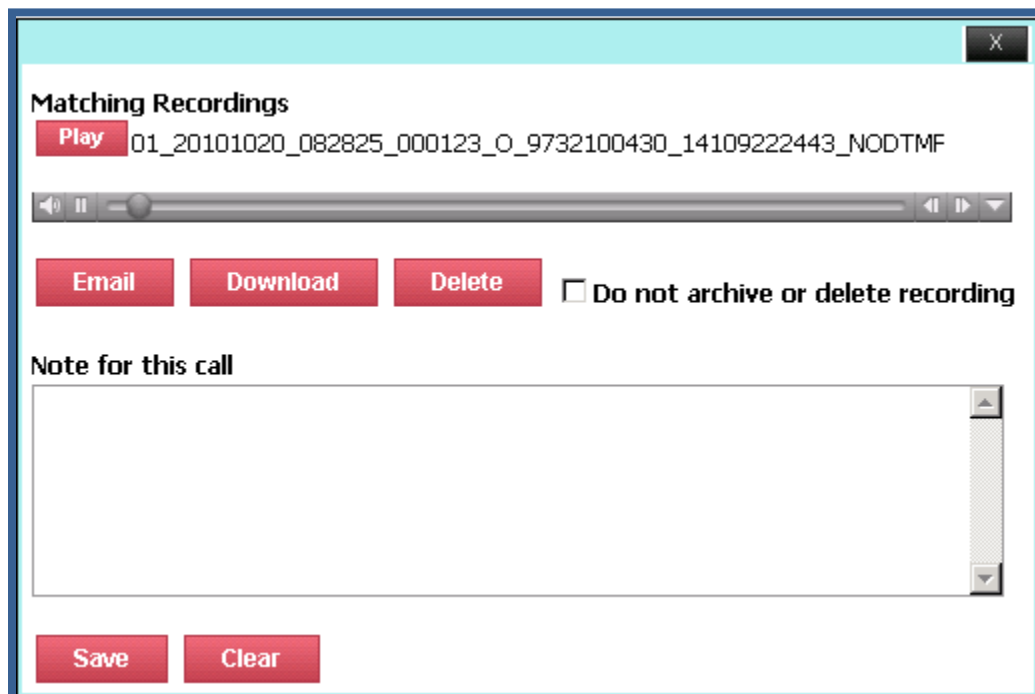 X
Matching Recordings
Play 01_20101020_082825_000123_O_9732100430_14109222443_NODTMF
Email Download Delete Do not archive or delete recording
Note for this call
Save Clear